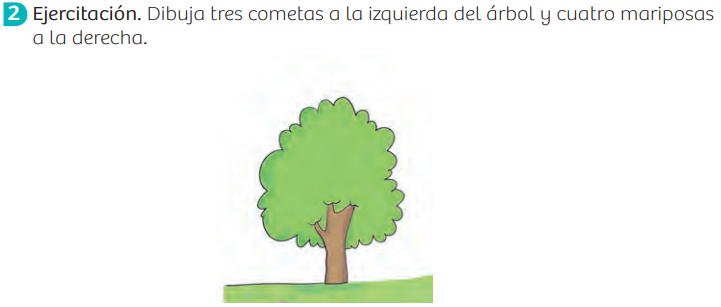 2 Ejercitación. Dibuja tres cometas a la izquierda del árbol y cuatro mariposas
a la derecha.